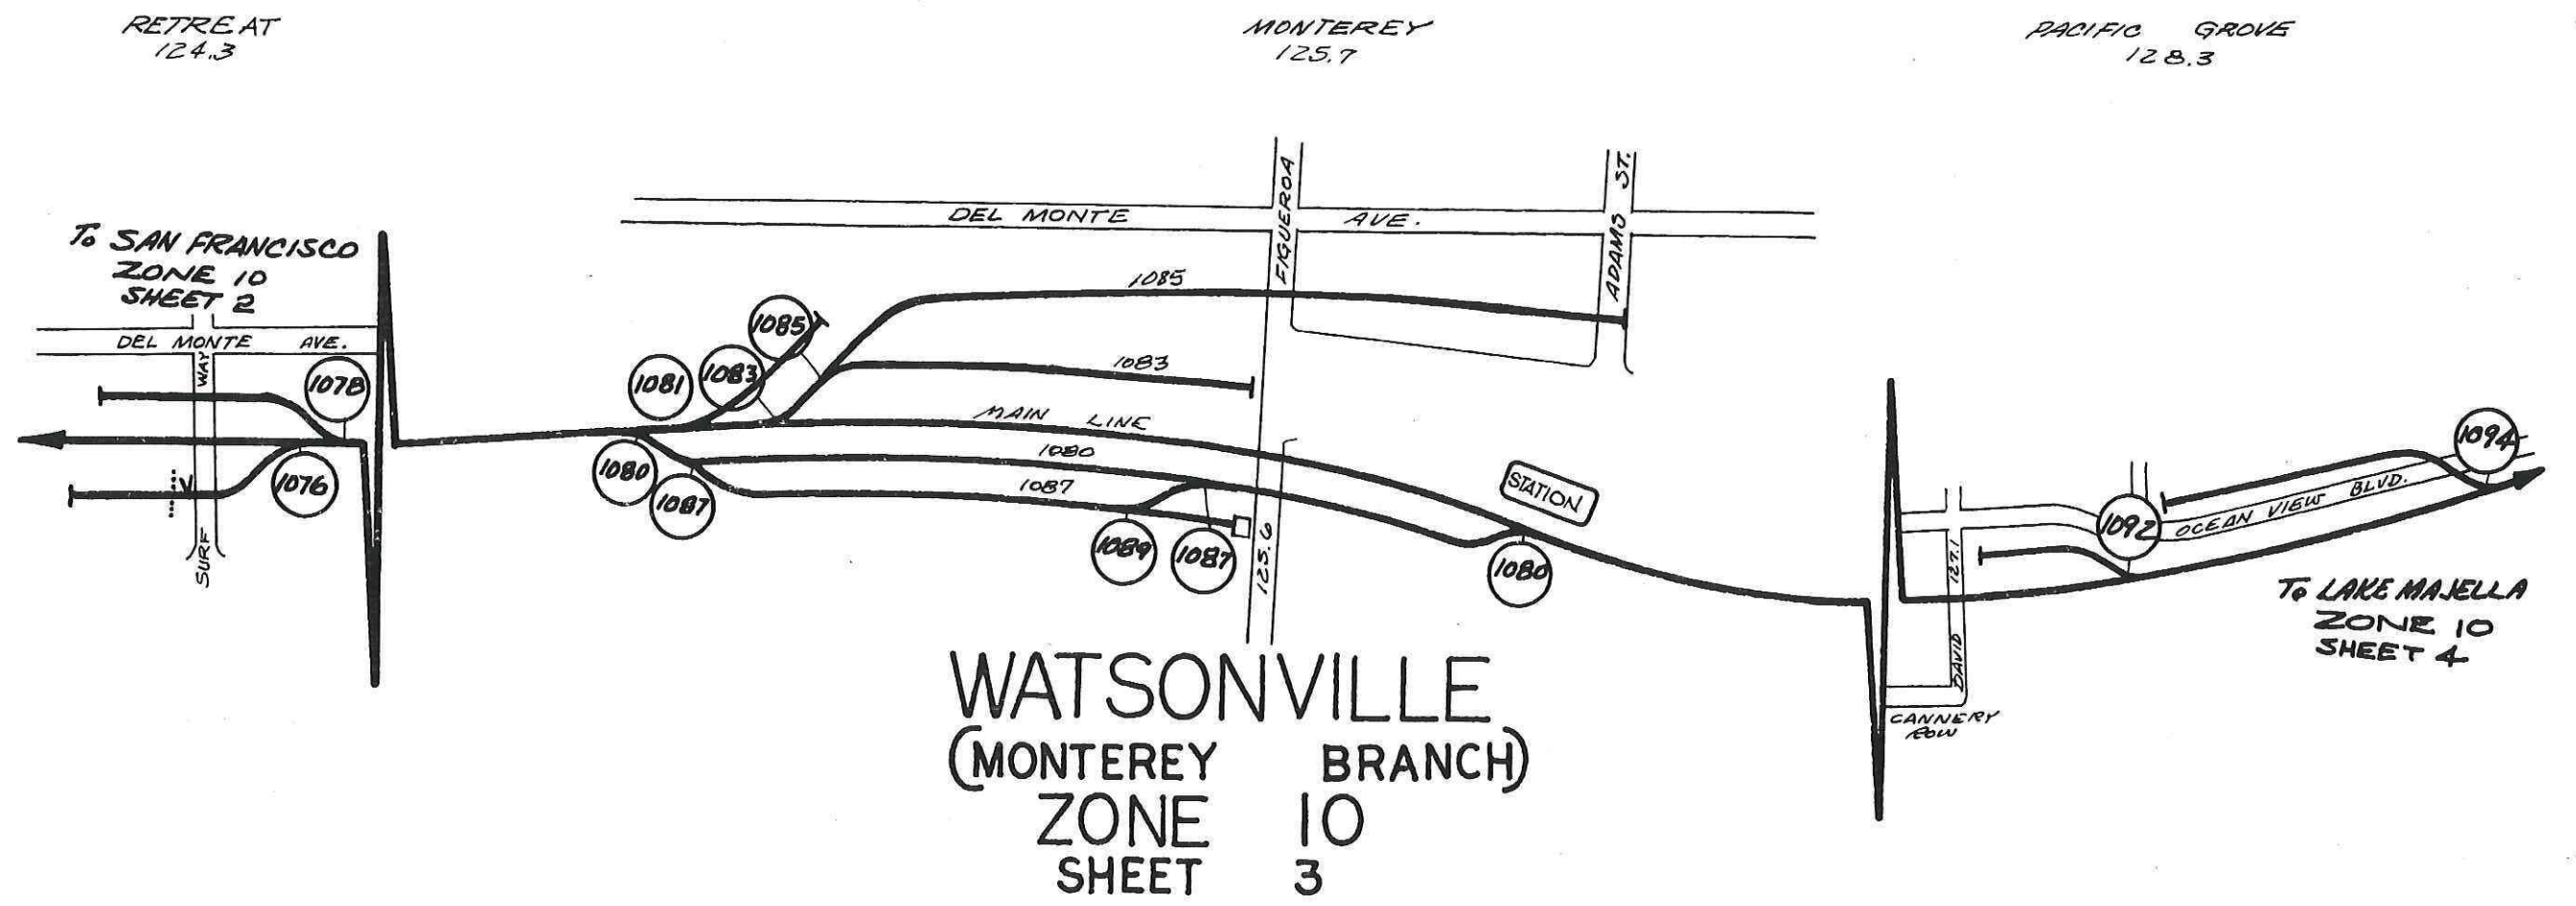 RETREAT
124.3
MONTEREY
125.7
PACIFIC GROVE
128.3
To SAN FRANCISCO
ZONE 10
SHEET 2
DEL MONTE AVE.
SURF WAY
1078
1076
DEL MONTE AVE.
FIGUEROA
ADAMS ST.
1085
1085
1083
1083
1081
MAIN LINE
1080
1080
1087
1087
1089
1087
125.6
STATION
1080
1094
1092
OCEAN VIEW BLVD.
DAVID 127.1
CANNERY
ROW
To LAKE MAJELLA
ZONE 10
SHEET 4
WATSONVILLE
(MONTEREY BRANCH)
ZONE 10
SHEET 3